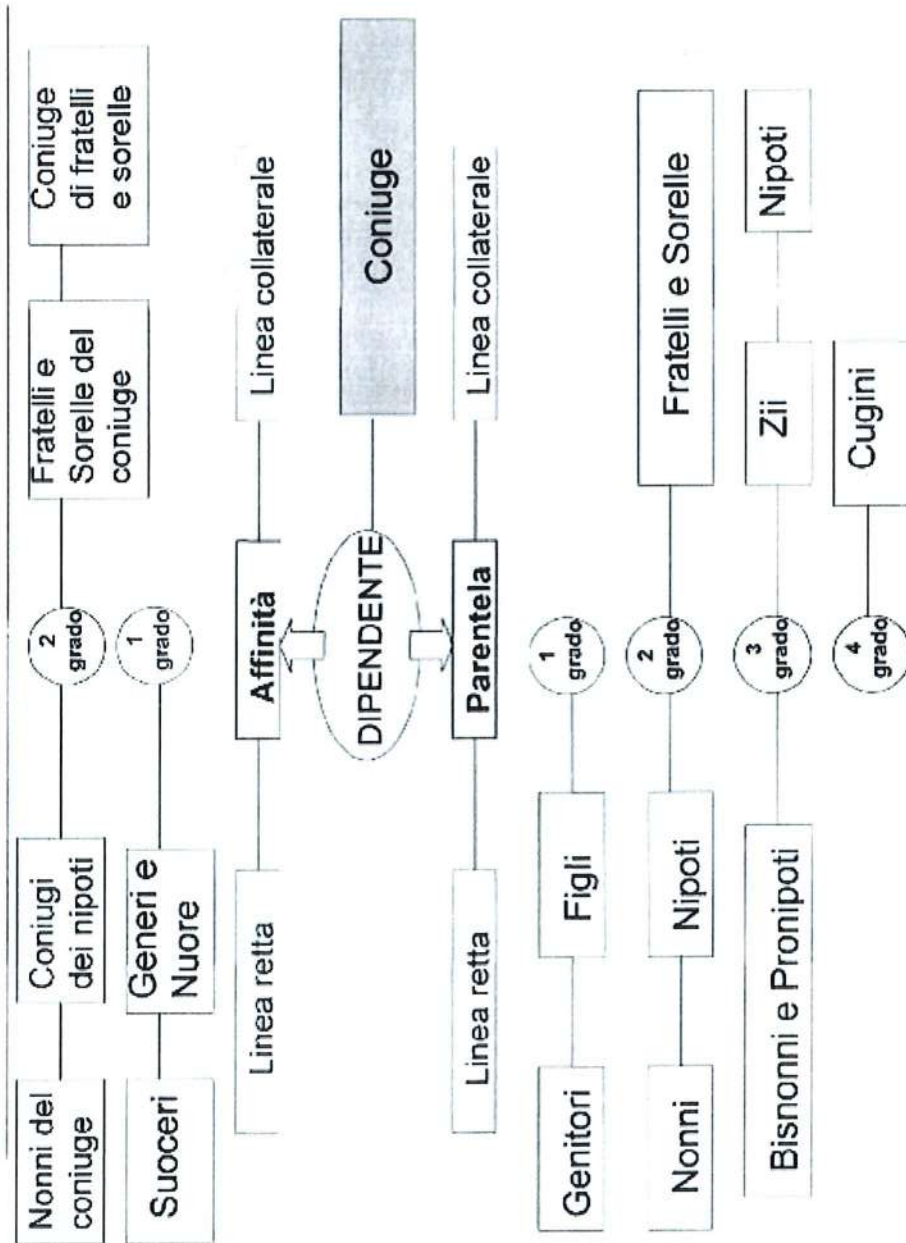 Nonni del
coniuge
Coniugi
dei nipoti
2
grado
Fratelli e
Sorelle del
coniuge
Coniuge
di fratelli
e sorelle
Suoceri
Generi e
Nuore
1
grado
Linea retta
Affinità
Linea collaterale
DIPENDENTE
Coniuge
Linea retta
Parentela
Linea collaterale
Genitori
Figli
1
grado
Nonni
Nipoti
2
grado
Fratelli e Sorelle
Bisnonni e Pronipoti
3
grado
Zii
Nipoti
4
grado
Cugini